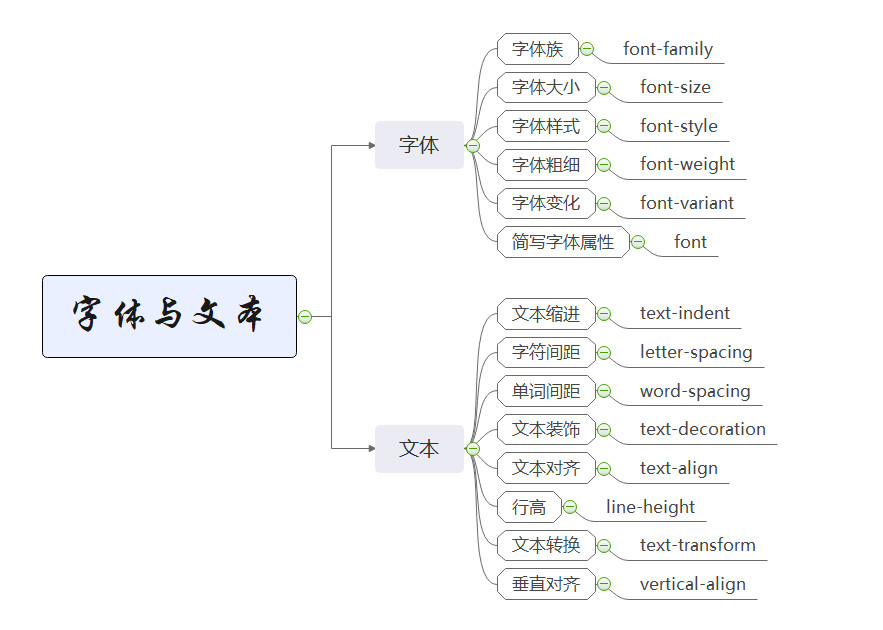 字体与文本
字体
字体族 font-family
字体大小 font-size
字体样式 font-style
字体粗细 font-weight
字体变化 font-variant
简写字体属性 font
文本
文本缩进 text-indent
字符间距 letter-spacing
单词间距 word-spacing
文本装饰 text-decoration
文本对齐 text-align
行高 line-height
文本转换 text-transform
垂直对齐 vertical-align